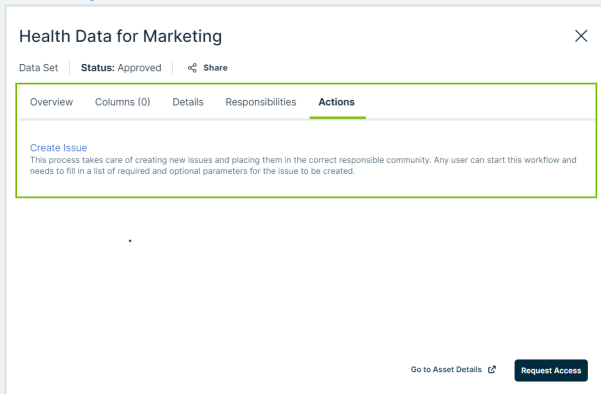 Health Data for Marketing
Data Set Status: Approved Share
Overview Columns (0) Details Responsibilities Actions
Create Issue
This process takes care of creating new issues and placing them in the correct responsible community. Any user can start this workflow and
needs to fill in a list of required and optional parameters for the issue to be created.
Go to Asset Details Request Access